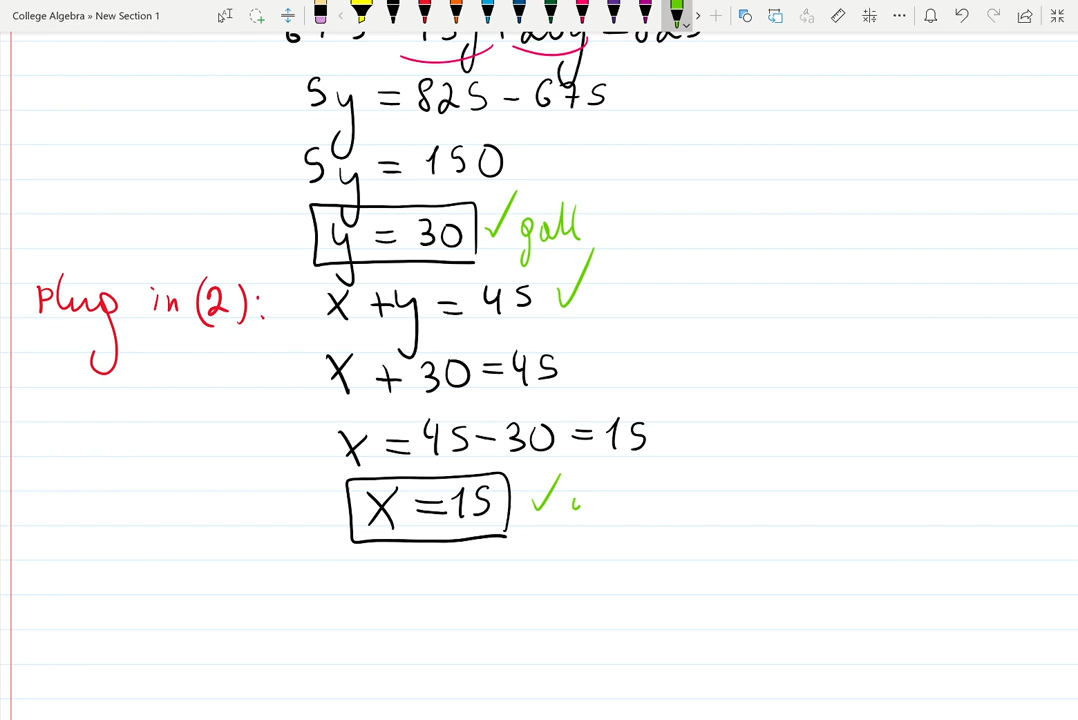 College Algebra » New Section 1
5y = 825 - 675
5y = 150
y = 30 ✓ gall
plug in (2): x + y = 45 ✓
x + 30 = 45
x = 45 - 30 = 15
x = 15 ✓